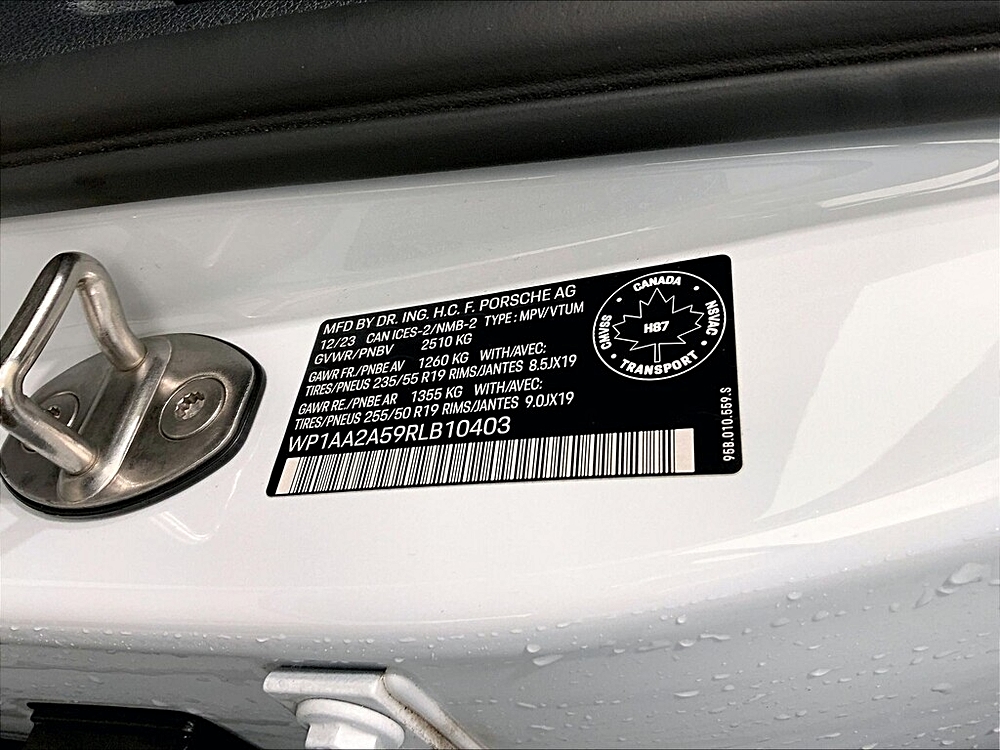 MFD BY DR. ING. H.C. F. PORSCHE AG
12/23 CAN ICES-2/NMB-2 TYPE: MPV/VTUM
GVWR/PNBV 2510 KG
GAWR FR./PNBE AV 1260 KG WITH/AVEC:
TIRES/PNEUS 235/55 R19 RIMS/JANTES 8.5JX19
GAWR RE./PNBE AR 1355 KG WITH/AVEC:
TIRES/PNEUS 255/50 R19 RIMS/JANTES 9.0JX19
WP1AA2A59RLB10403
CANADA
CMVSS
H87
NSVAC
TRANSPORT
95B.010.559.S